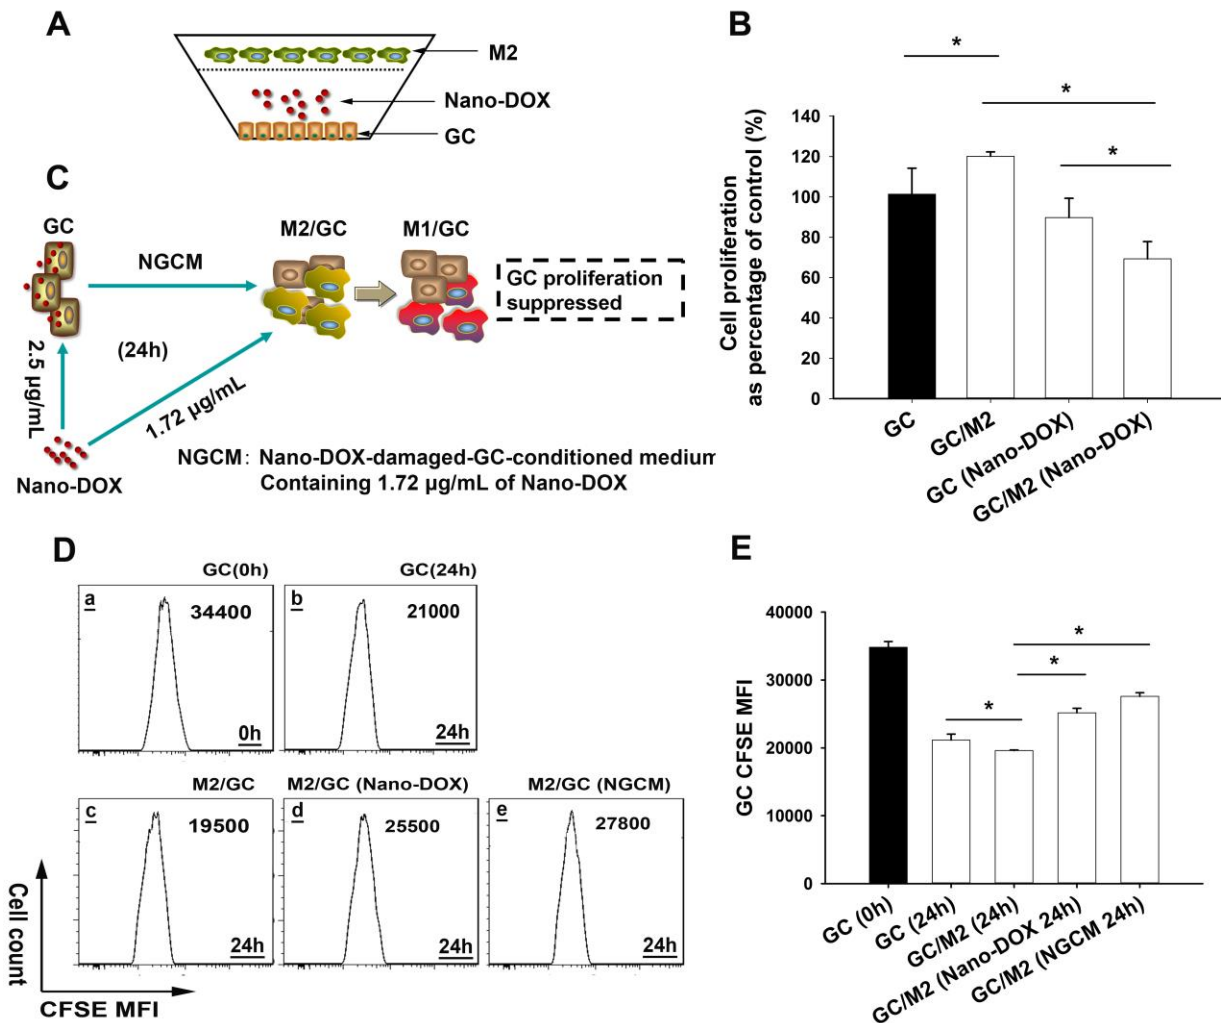 A
M2
Nano-DOX
GC
B
Cell proliferation
as percentage of control (%)
140
120
100
80
60
40
20
0
*
*
*
GC
GC/M2
GC (Nano-DOX)
GC/M2 (Nano-DOX)
C
GC
NGCM
M2/GC
M1/GC
GC proliferation
suppressed
(24h)
2.5 µg/mL
1.72 µg/mL
Nano-DOX
NGCM: Nano-DOX-damaged-GC-conditioned medium
Containing 1.72 µg/mL of Nano-DOX
D
GC(0h)
a
34400
0h
GC(24h)
b
21000
24h
M2/GC
c
19500
24h
M2/GC (Nano-DOX)
d
25500
24h
M2/GC (NGCM)
e
27800
24h
Cell count
CFSE MFI
E
GC CFSE MFI
40000
30000
20000
10000
0
*
*
*
GC (0h)
GC (24h)
GC/M2 (24h)
GC/M2 (Nano-DOX 24h)
GC/M2 (NGCM 24h)